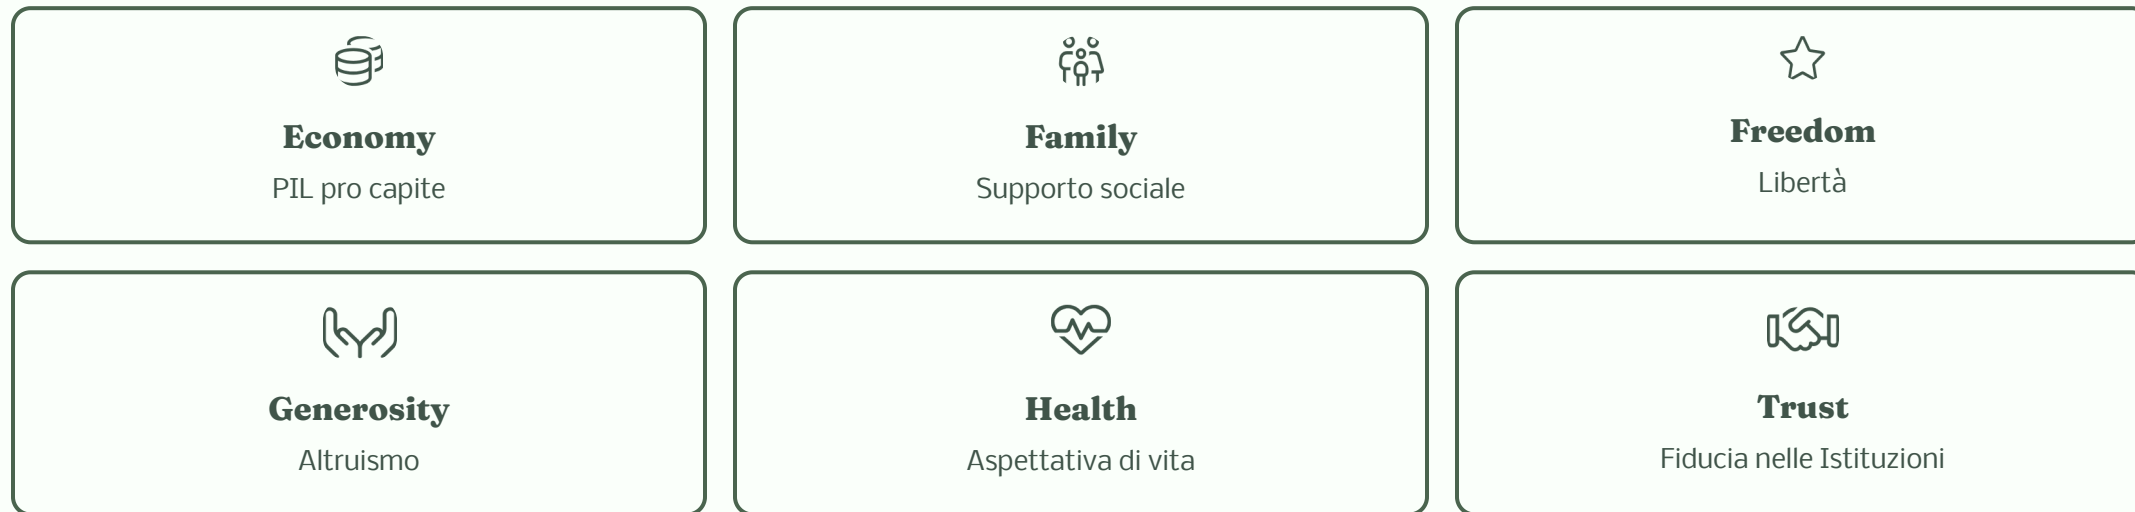 Economy
PIL pro capite
Family
Supporto sociale
Freedom
Libertà
Generosity
Altruismo
Health
Aspettativa di vita
Trust
Fiducia nelle Istituzioni